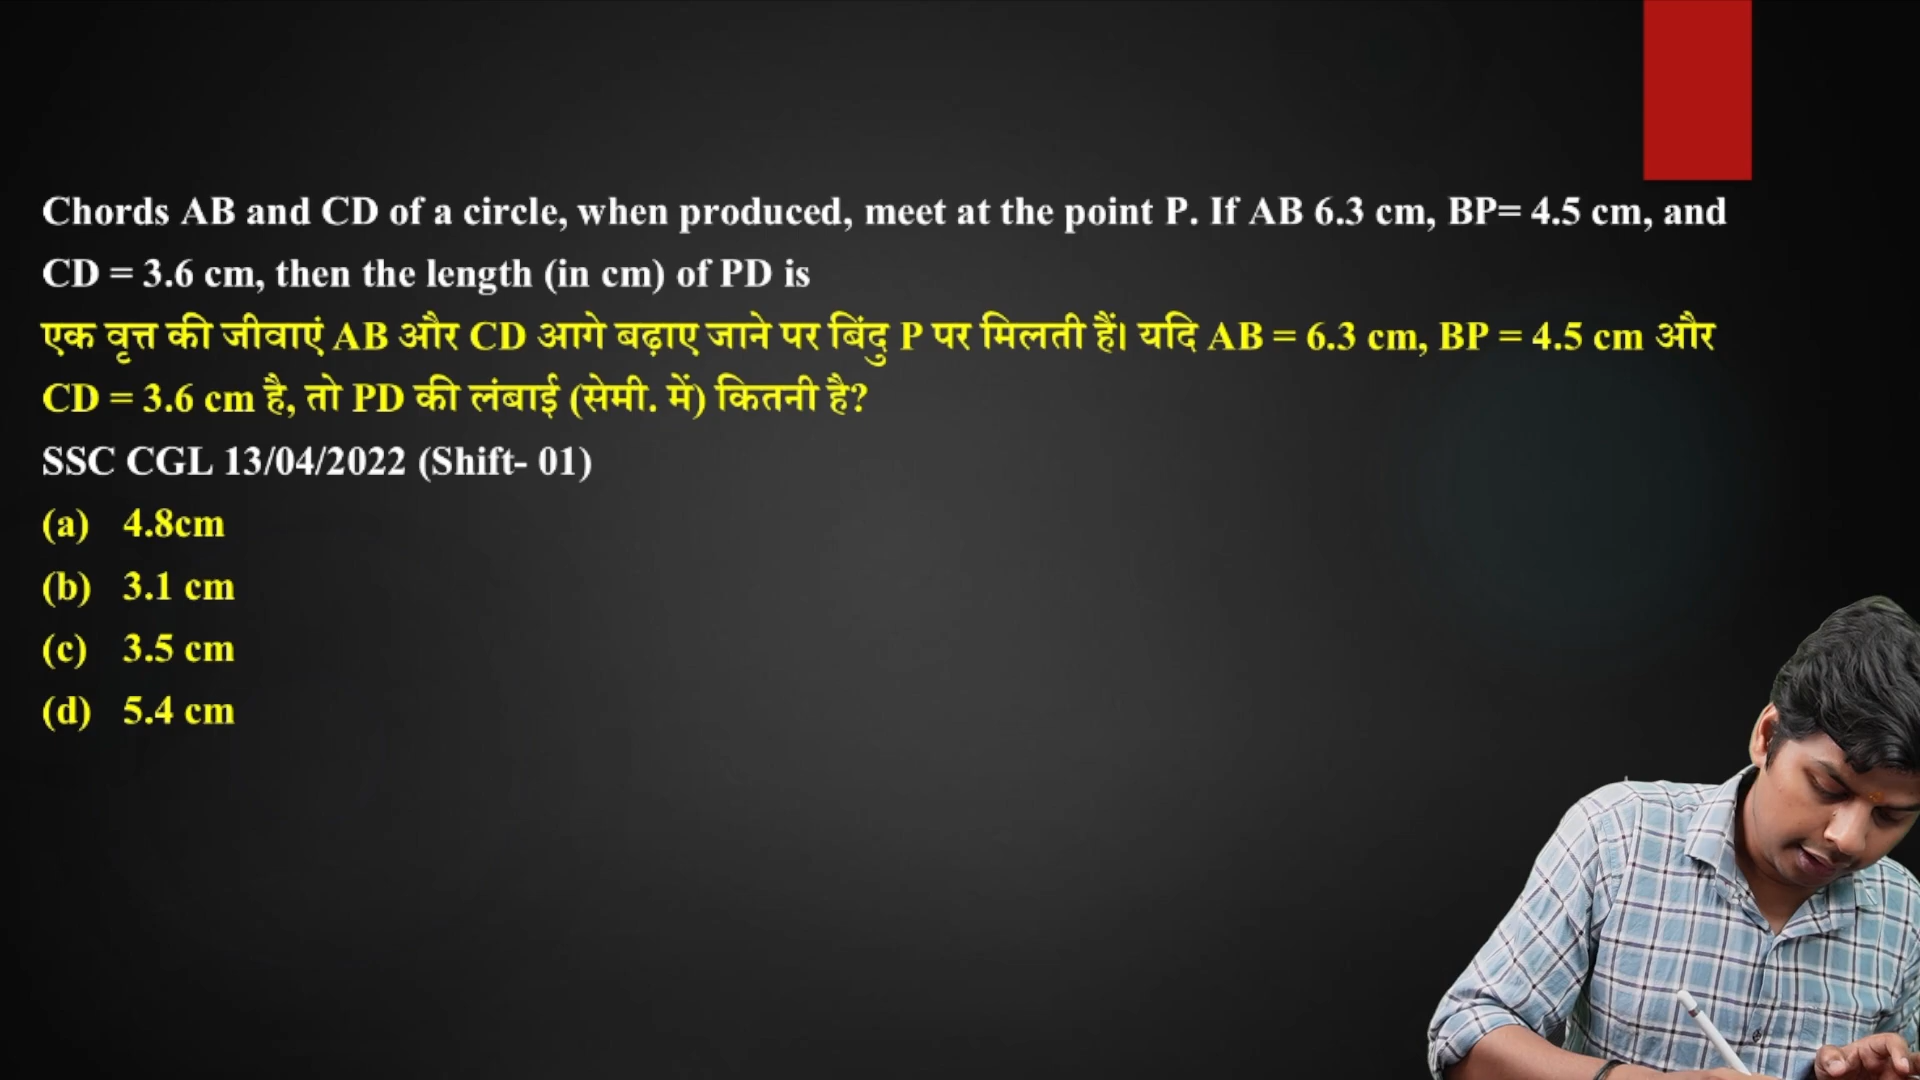 Chords AB and CD of a circle, when produced, meet at the point P. If AB 6.3 cm, BP= 4.5 cm, and
CD = 3.6 cm, then the length (in cm) of PD is
एक वृत्त की जीवाएं AB और CD आगे बढ़ाए जाने पर बिंदु P पर मिलती हैं। यदि AB = 6.3 cm, BP = 4.5 cm और
CD = 3.6 cm है, तो PD की लंबाई (सेमी. में) कितनी है?
SSC CGL 13/04/2022 (Shift- 01)
(a) 4.8cm
(b) 3.1 cm
(c) 3.5 cm
(d) 5.4 cm